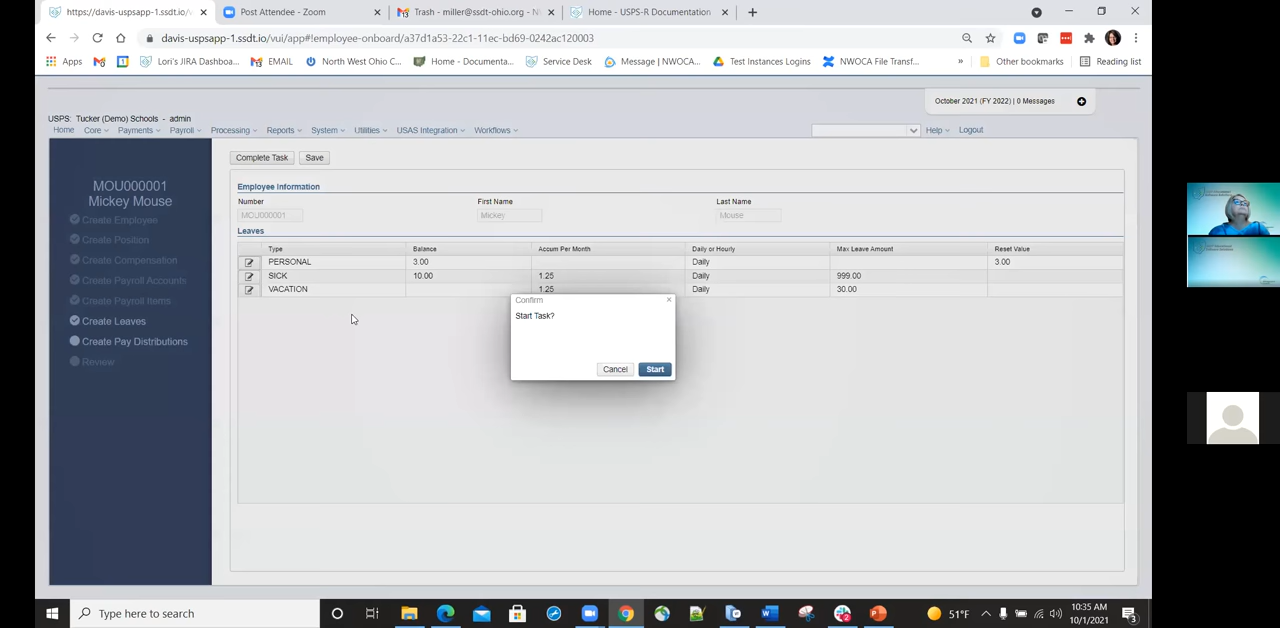 https://davis-uspsapp-1.ssdt.io/v
Post Attendee - Zoom
Trash - miller@ssdt-ohio.org - N
Home - USPS-R Documentation
davis-uspsapp-1.ssdt.io/vui/app#!employee-onboard/a37d1a53-22c1-11ec-bd69-0242ac120003
Apps
Lori's JIRA Dashboa...
EMAIL
North West Ohio C...
Home - Documenta...
Service Desk
Message | NWOCA...
Test Instances Logins
NWOCA File Transf...
»
Other bookmarks
Reading list
October 2021 (FY 2022) | 0 Messages
USPS: Tucker (Demo) Schools - admin
Home Core Payments Payroll Processing Reports System Utilities USAS Integration Workflows Help Logout
MOU000001
Mickey Mouse
Create Employee
Create Position
Create Compensation
Create Payroll Accounts
Create Payroll Items
Create Leaves
Create Pay Distributions
Review
Complete Task Save
Employee Information
Number First Name Last Name
MOU000001 Mickey Mouse
Leaves
Type Balance Accum Per Month Daily or Hourly Max Leave Amount Reset Value
PERSONAL 3.00 Daily 3.00
SICK 10.00 1.25 Daily 999.00
VACATION 1.25 Daily 30.00
Confirm
Start Task?
Cancel Start
Type here to search
51°F
10:35 AM
10/1/2021
3